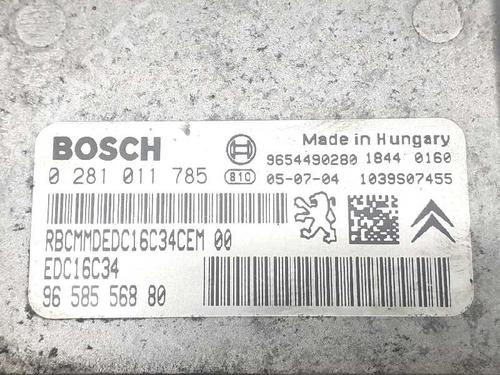 BOSCH
Made in Hungary
9654490280 1844 0160
0 281 011 785
810 05-07-04 1039S07455
RBCMMDEDC16C34CEM 00
EDC16C34
96 585 568 80